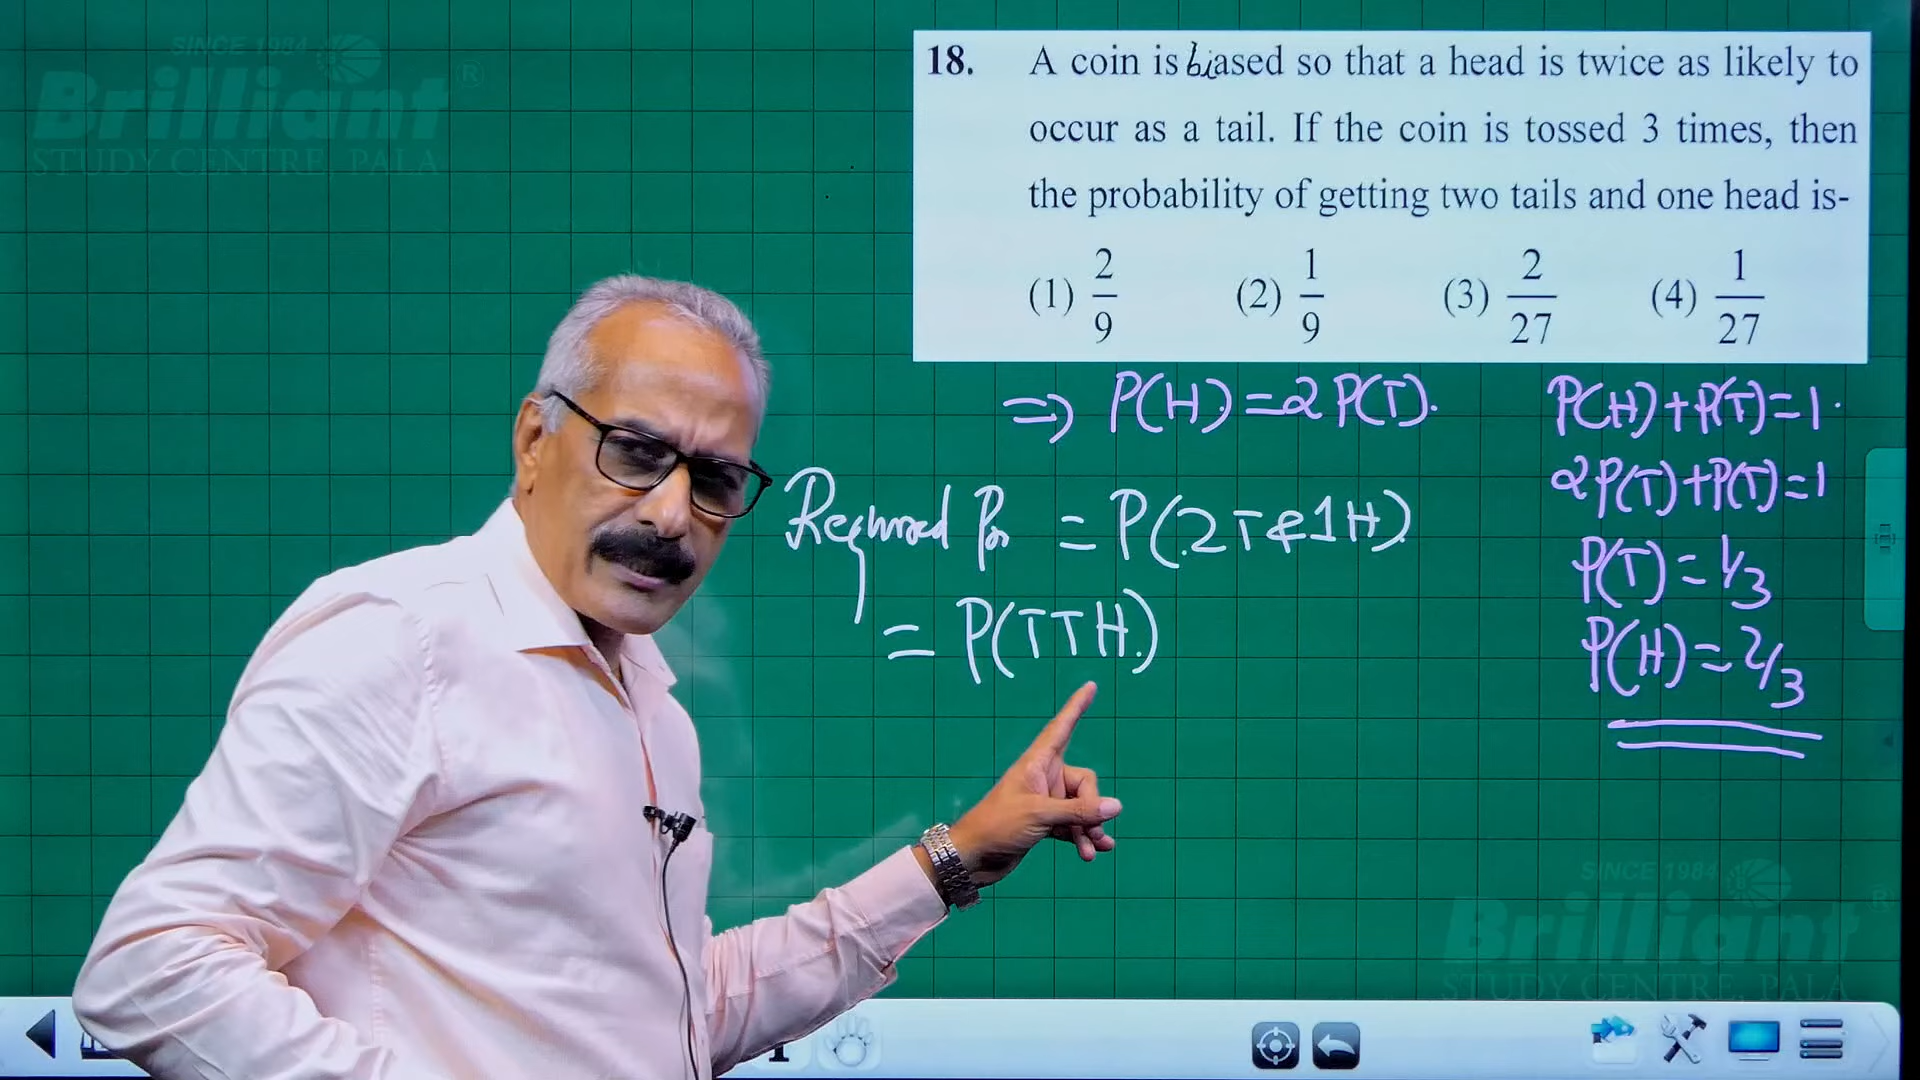 SINCE 1984
Brilliant ®
STUDY CENTRE, PALA
18. A coin is biased so that a head is twice as likely to
occur as a tail. If the coin is tossed 3 times, then
the probability of getting two tails and one head is-
(1) 2/9 (2) 1/9 (3) 2/27 (4) 1/27
⇒ P(H) = 2 P(T).
P(H) + P(T) = 1.
2P(T) + P(T) = 1
P(T) = 1/3
P(H) = 2/3
Required Pr = P(2T & 1H)
= P(TTH)
SINCE 1984
Brilliant ®
STUDY CENTRE, PALA